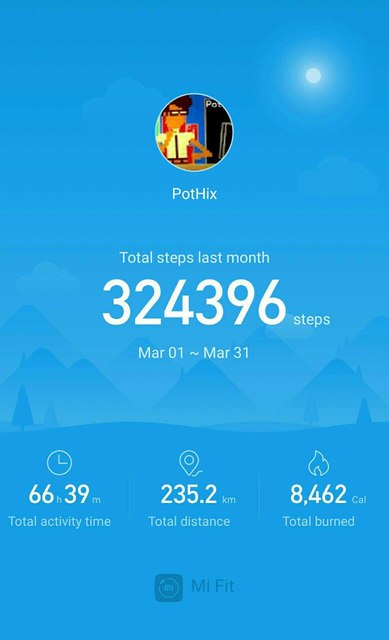 Pot
PotHix
Total steps last month
324396 steps
Mar 01 ~ Mar 31
66 h 39 m
235.2 km
8,462 Cal
Total activity time
Total distance
Total burned
mi Mi Fit